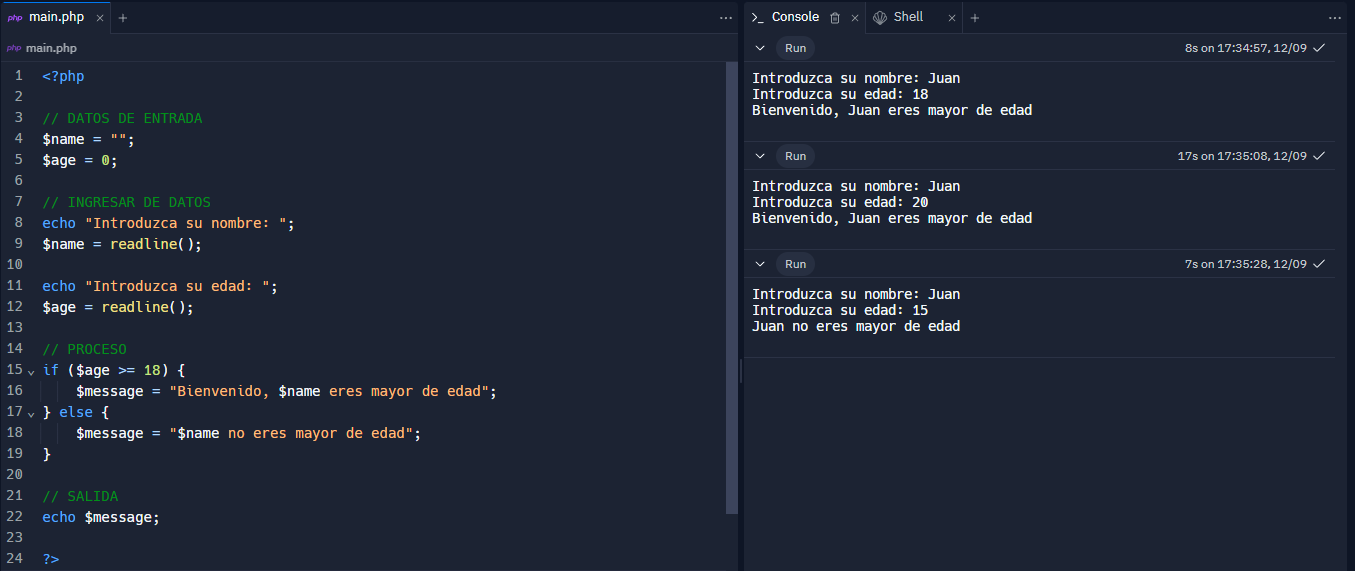 php main.php × +
php main.php
1 <?php
2
3 // DATOS DE ENTRADA
4 $name = "";
5 $age = 0;
6
7 // INGRESAR DE DATOS
8 echo "Introduzca su nombre: ";
9 $name = readline();
10
11 echo "Introduzca su edad: ";
12 $age = readline();
13
14 // PROCESO
15 if ($age >= 18) {
16     $message = "Bienvenido, $name eres mayor de edad";
17 } else {
18     $message = "$name no eres mayor de edad";
19 }
20
21 // SALIDA
22 echo $message;
23
24 ?>
>_ Console × Shell × +
Run 8s on 17:34:57, 12/09
Introduzca su nombre: Juan
Introduzca su edad: 18
Bienvenido, Juan eres mayor de edad
Run 17s on 17:35:08, 12/09
Introduzca su nombre: Juan
Introduzca su edad: 20
Bienvenido, Juan eres mayor de edad
Run 7s on 17:35:28, 12/09
Introduzca su nombre: Juan
Introduzca su edad: 15
Juan no eres mayor de edad